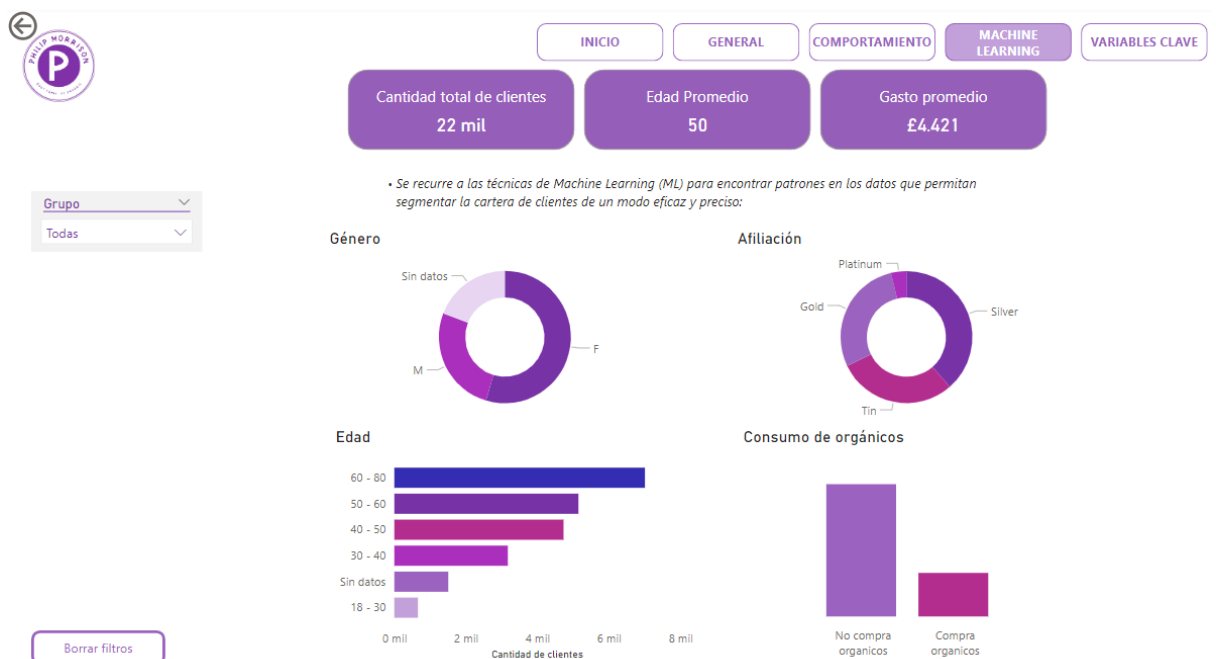 PHILIP MORRISON
P
INICIO
GENERAL
COMPORTAMIENTO
MACHINE
LEARNING
VARIABLES CLAVE
Cantidad total de clientes
22 mil
Edad Promedio
50
Gasto promedio
£4.421
• Se recurre a las técnicas de Machine Learning (ML) para encontrar patrones en los datos que permitan
segmentar la cartera de clientes de un modo eficaz y preciso:
Grupo
Todas
Género
Sin datos
M
F
Afiliación
Platinum
Gold
Silver
Tin
Edad
60 - 80
50 - 60
40 - 50
30 - 40
Sin datos
18 - 30
0 mil
2 mil
4 mil
6 mil
8 mil
Cantidad de clientes
Consumo de orgánicos
No compra
organicos
Compra
organicos
Borrar filtros